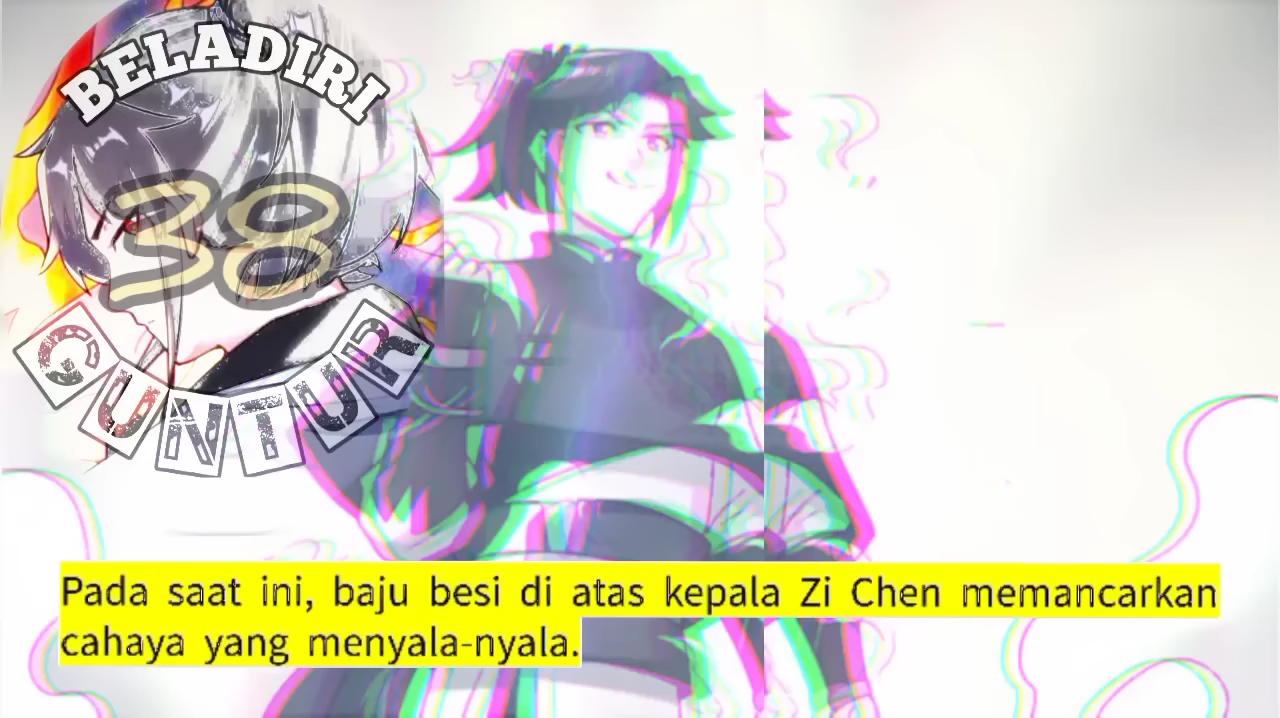 BELADIRI
38
GUNTUR
Pada saat ini, baju besi di atas kepala Zi Chen memancarkan
cahaya yang menyala-nyala.